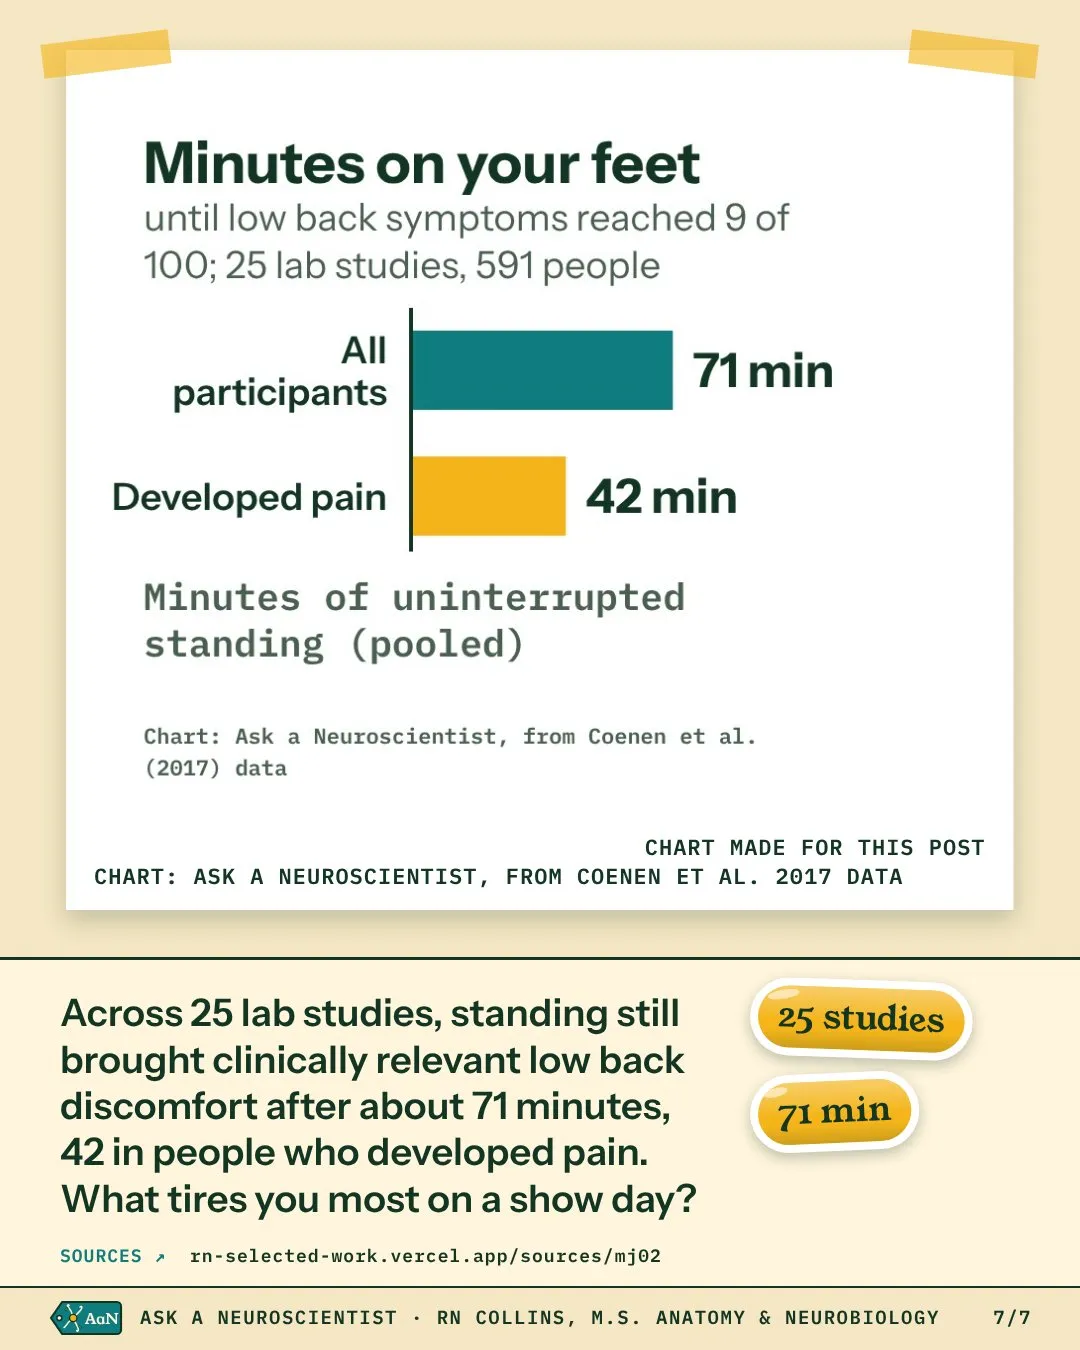 Minutes on your feet
until low back symptoms reached 9 of
100; 25 lab studies, 591 people
All
participants
71 min
Developed pain
42 min
Minutes of uninterrupted
standing (pooled)
Chart: Ask a Neuroscientist, from Coenen et al.
(2017) data
CHART MADE FOR THIS POST
CHART: ASK A NEUROSCIENTIST, FROM COENEN ET AL. 2017 DATA
Across 25 lab studies, standing still
brought clinically relevant low back
discomfort after about 71 minutes,
42 in people who developed pain.
What tires you most on a show day?
25 studies
71 min
SOURCES ↗ rn-selected-work.vercel.app/sources/mj02
AaN ASK A NEUROSCIENTIST · RN COLLINS, M.S. ANATOMY & NEUROBIOLOGY 7/7